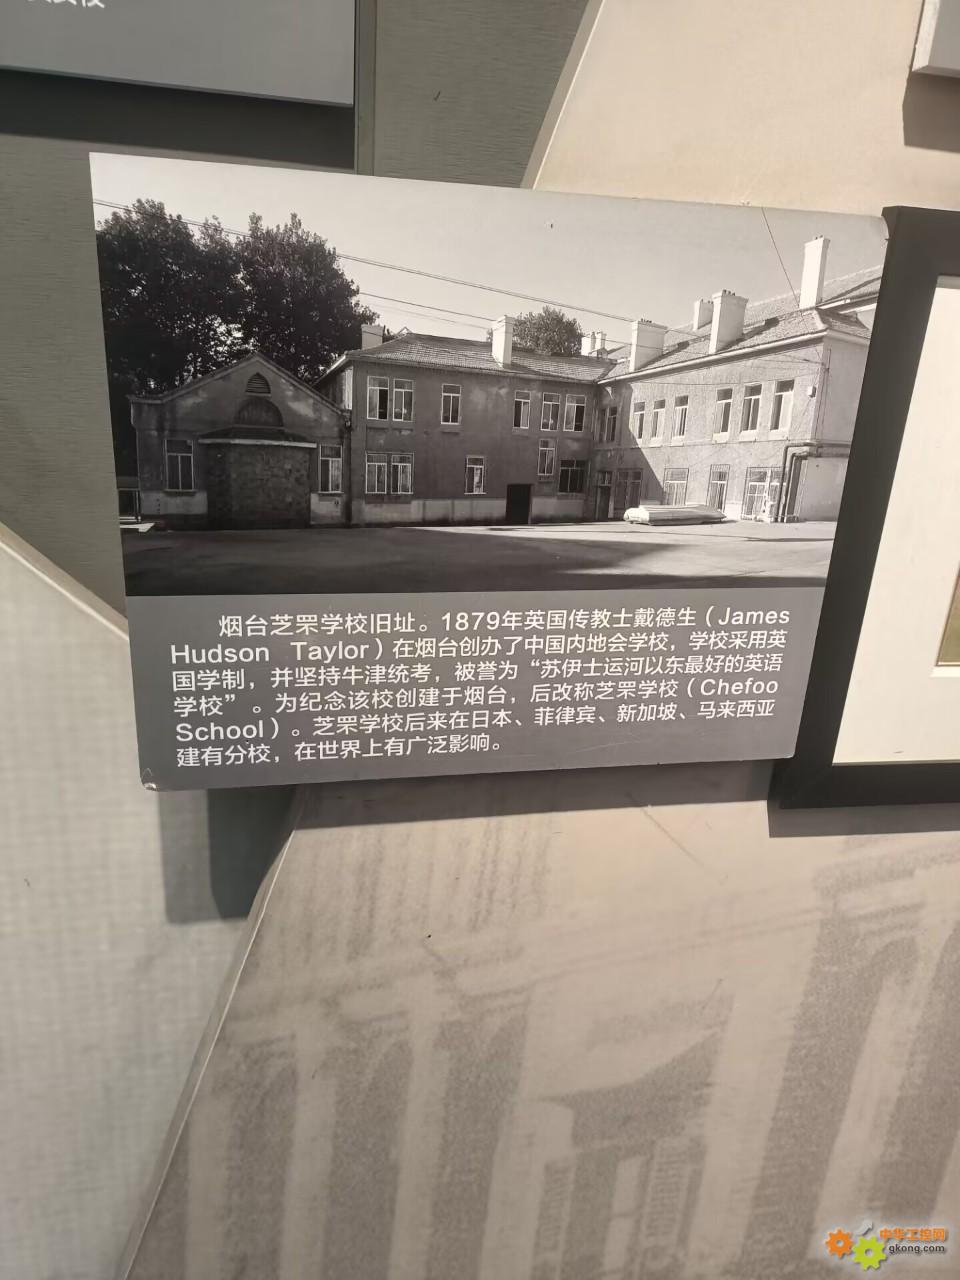 烟台芝罘学校旧址。1879年英国传教士戴德生（James
Hudson Taylor）在烟台创办了中国内地会学校，学校采用英
国学制，并坚持牛津统考，被誉为“苏伊士运河以东最好的英语
学校”。为纪念该校创建于烟台，后改称芝罘学校（Chefoo
School）。芝罘学校后来在日本、菲律宾、新加坡、马来西亚
建有分校，在世界上有广泛影响。
中华工控网
gkong.com